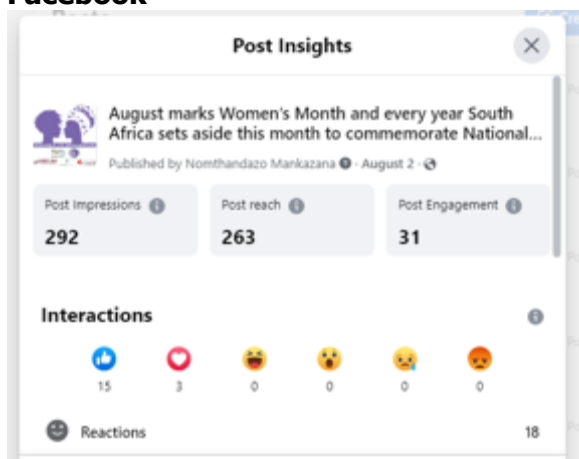 Facebook
Post Insights
August marks Women's Month and every year South
Africa sets aside this month to commemorate National...
Published by Nomthandazo Mankazana · August 2 ·
Post Impressions Post reach Post Engagement
292 263 31
Interactions
15 3 0 0 0 0
Reactions 18